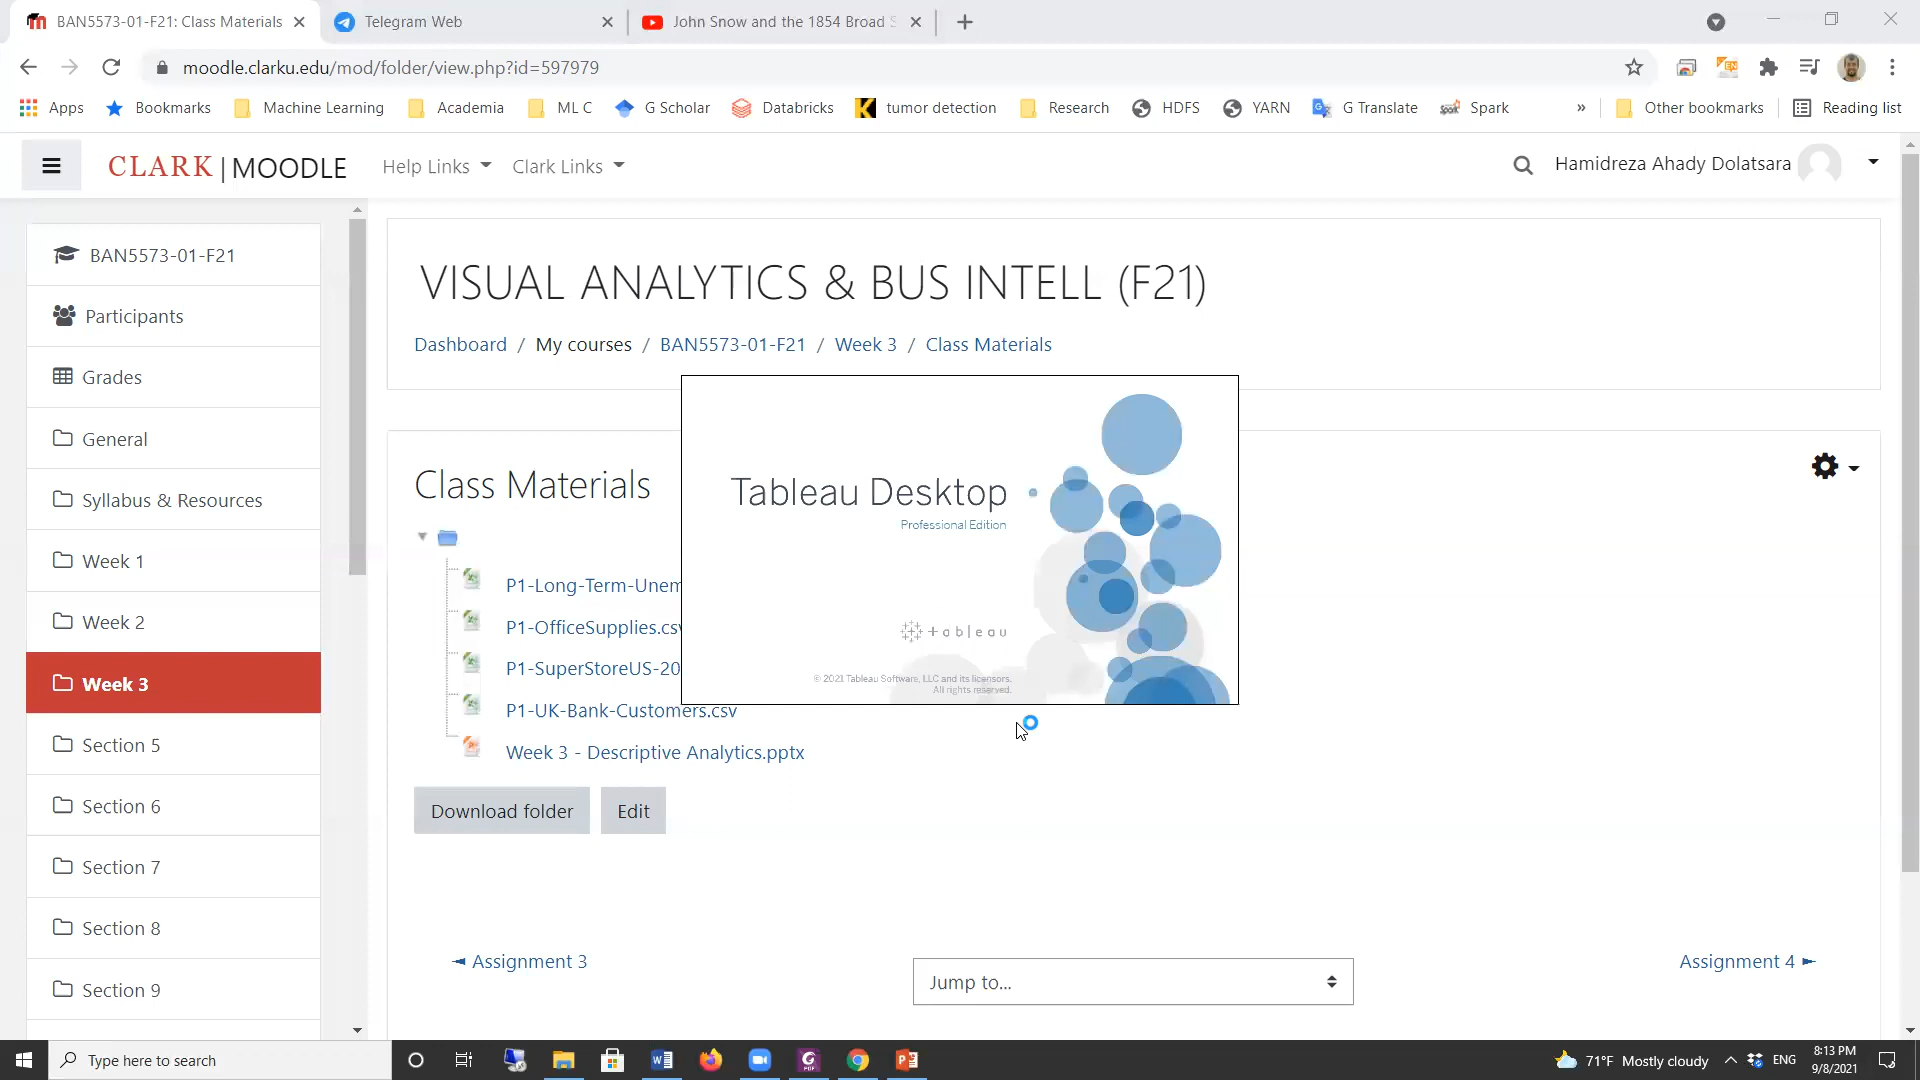 BAN5573-01-F21: Class Materials
Telegram Web
John Snow and the 1854 Broad S
moodle.clarku.edu/mod/folder/view.php?id=597979
Apps
Bookmarks
Machine Learning
Academia
ML C
G Scholar
Databricks
tumor detection
Research
HDFS
YARN
G Translate
Spark
»
Other bookmarks
Reading list
CLARK | MOODLE
Help Links
Clark Links
Hamidreza Ahady Dolatsara
BAN5573-01-F21
Participants
Grades
General
Syllabus & Resources
Week 1
Week 2
Week 3
Section 5
Section 6
Section 7
Section 8
Section 9
VISUAL ANALYTICS & BUS INTELL (F21)
Dashboard / My courses / BAN5573-01-F21 / Week 3 / Class Materials
Class Materials
P1-Long-Term-Unem
P1-OfficeSupplies.csv
P1-SuperStoreUS-20
P1-UK-Bank-Customers.csv
Week 3 - Descriptive Analytics.pptx
Download folder
Edit
Tableau Desktop
Professional Edition
+ableau
© 2021 Tableau Software, LLC and its licensors.
All rights reserved.
◄ Assignment 3
Jump to...
Assignment 4 ►
Type here to search
71°F Mostly cloudy
ENG
8:13 PM
9/8/2021